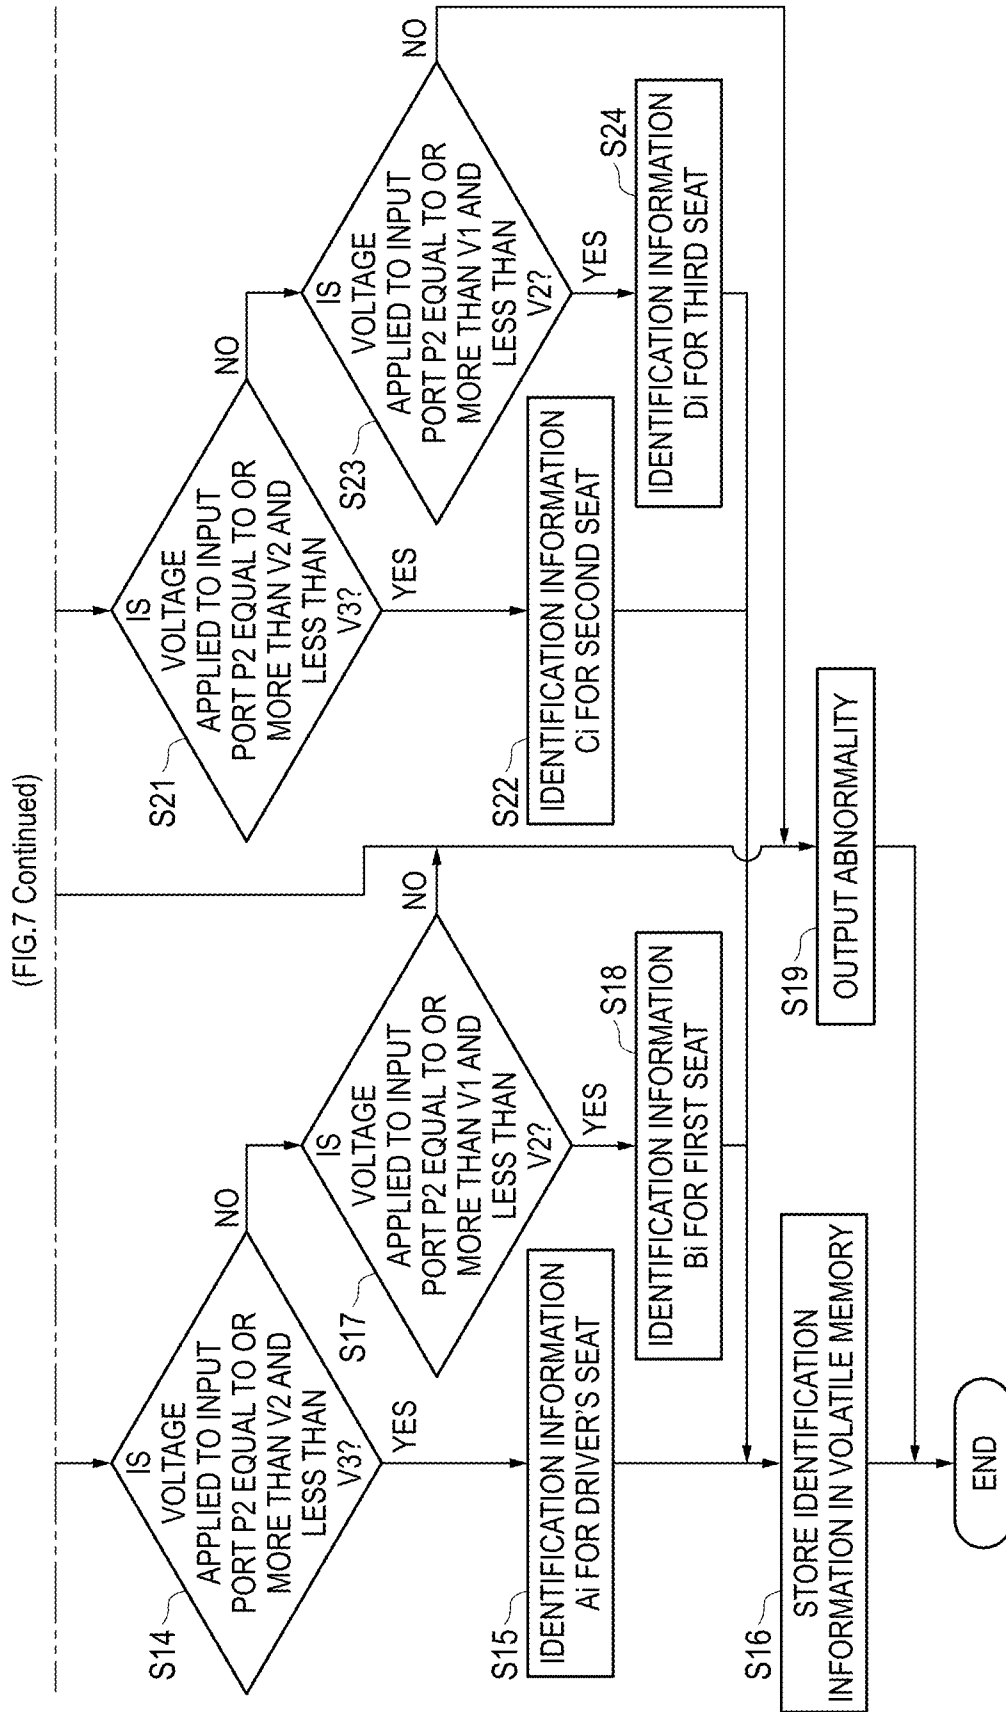 (FIG.7 Continued)
S14
IS
VOLTAGE
APPLIED TO INPUT
PORT P2 EQUAL TO OR
MORE THAN V2 AND
LESS THAN
V3?
NO
YES
S15
IDENTIFICATION INFORMATION
Ai FOR DRIVER'S SEAT
S16
STORE IDENTIFICATION
INFORMATION IN VOLATILE MEMORY
END
S17
IS
VOLTAGE
APPLIED TO INPUT
PORT P2 EQUAL TO OR
MORE THAN V1 AND
LESS THAN
V2?
NO
YES
S18
IDENTIFICATION INFORMATION
Bi FOR FIRST SEAT
S19
OUTPUT ABNORMALITY
S21
IS
VOLTAGE
APPLIED TO INPUT
PORT P2 EQUAL TO OR
MORE THAN V2 AND
LESS THAN
V3?
NO
YES
S22
IDENTIFICATION INFORMATION
Ci FOR SECOND SEAT
S23
IS
VOLTAGE
APPLIED TO INPUT
PORT P2 EQUAL TO OR
MORE THAN V1 AND
LESS THAN
V2?
NO
YES
S24
IDENTIFICATION INFORMATION
Di FOR THIRD SEAT